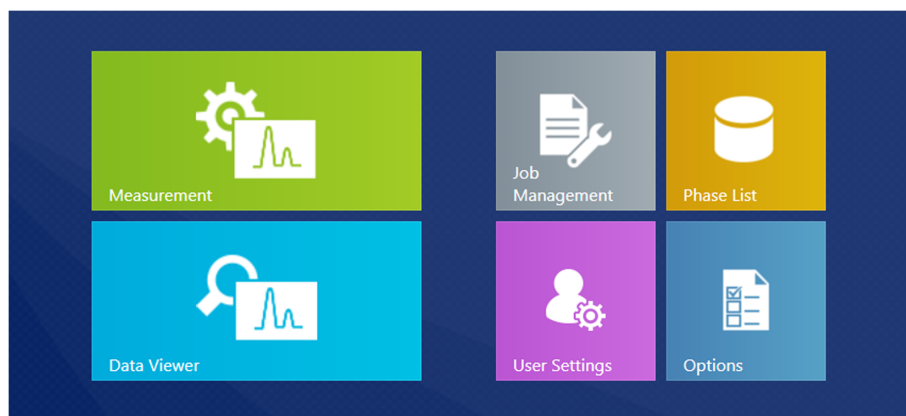 Measurement
Job
Management
Phase List
Data Viewer
User Settings
Options